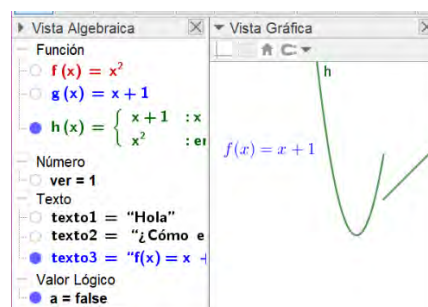 Vista Algebraica
Función
f (x) = x²
g (x) = x + 1
h (x) = { x + 1 : x
x²
Número
ver = 1
Texto
texto1 = “Hola”
texto2 = “¿Cómo e
texto3 = “f(x) = x +
Valor Lógico
a = false
Vista Gráfica
h
f(x) = x + 1